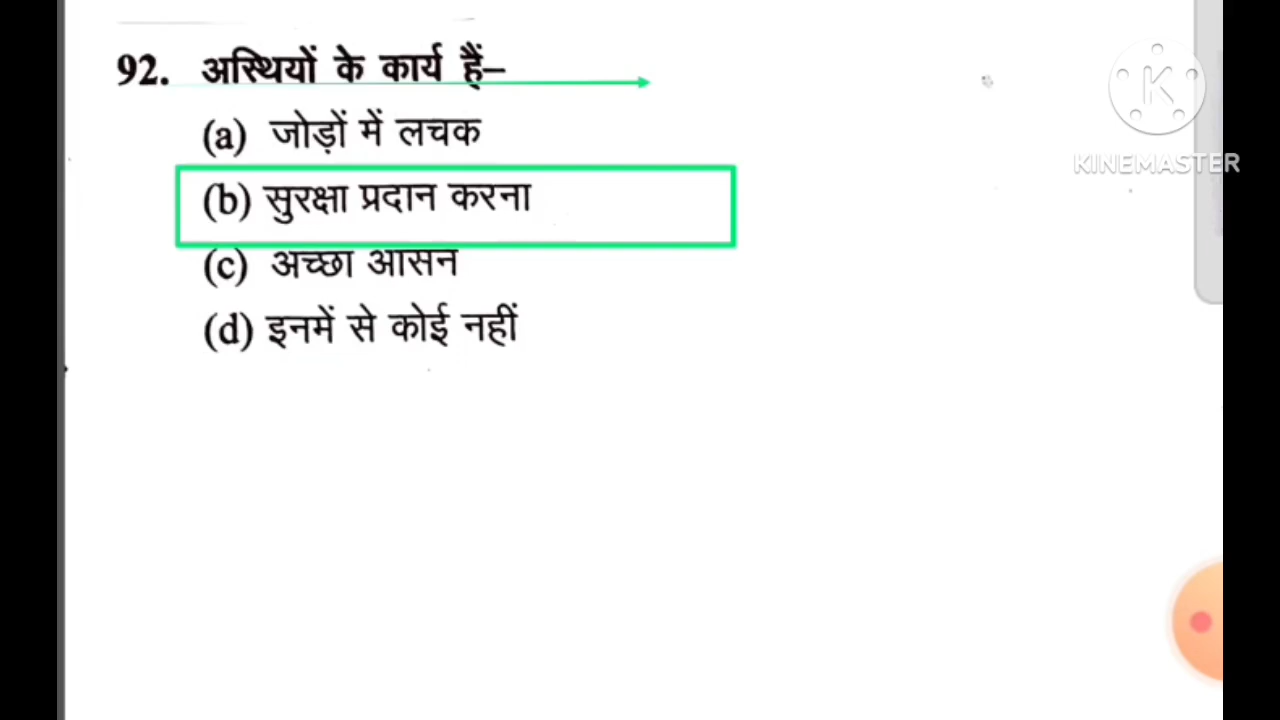 92. अस्थियों के कार्य हैं–
(a) जोड़ों में लचक
(b) सुरक्षा प्रदान करना
(c) अच्छा आसन
(d) इनमें से कोई नहीं
K
KINEMASTER